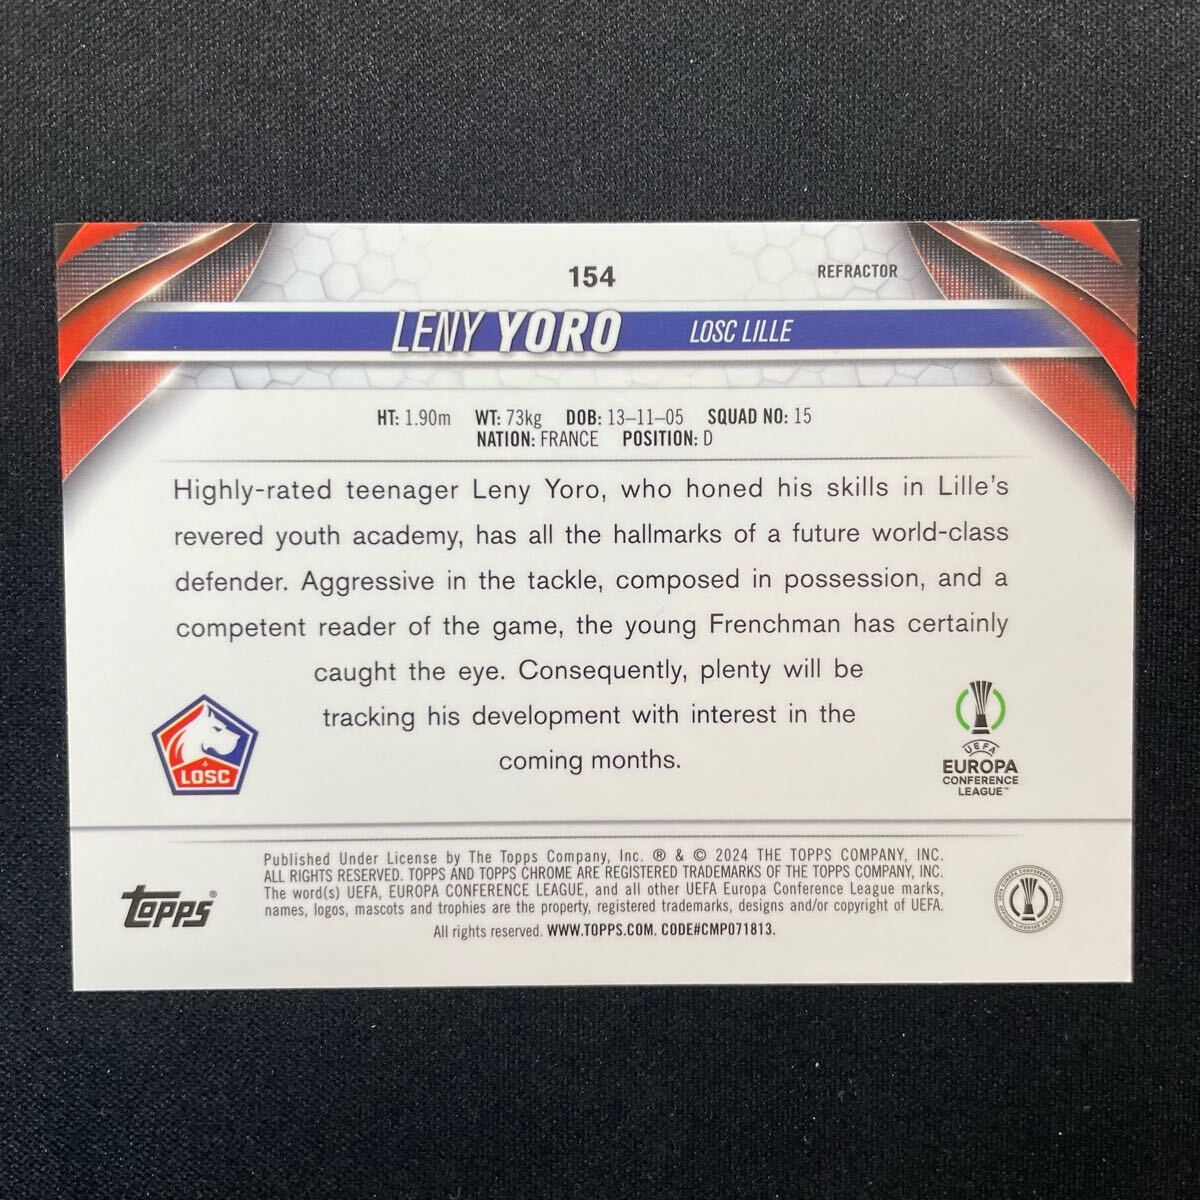 154
REFRACTOR
LENY YORO
LOSC LILLE
HT: 1.90m WT: 73kg DOB: 13–11–05 SQUAD NO: 15
NATION: FRANCE POSITION: D
Highly-rated teenager Leny Yoro, who honed his skills in Lille's
revered youth academy, has all the hallmarks of a future world-class
defender. Aggressive in the tackle, composed in possession, and a
competent reader of the game, the young Frenchman has certainly
caught the eye. Consequently, plenty will be
tracking his development with interest in the
coming months.
LOSC
UEFA
EUROPA
CONFERENCE
LEAGUE™
Published Under License by The Topps Company, Inc. ® & © 2024 THE TOPPS COMPANY, INC.
ALL RIGHTS RESERVED. TOPPS AND TOPPS CHROME ARE REGISTERED TRADEMARKS OF THE TOPPS COMPANY, INC.
The word(s) UEFA, EUROPA CONFERENCE LEAGUE, and all other UEFA Europa Conference League marks,
names, logos, mascots and trophies are the property, registered trademarks, designs and/or copyright of UEFA.
All rights reserved. WWW.TOPPS.COM. CODE#CMP071813.
topps®
UEFA EUROPA CONFERENCE LEAGUE
OFFICIAL LICENSED PRODUCT